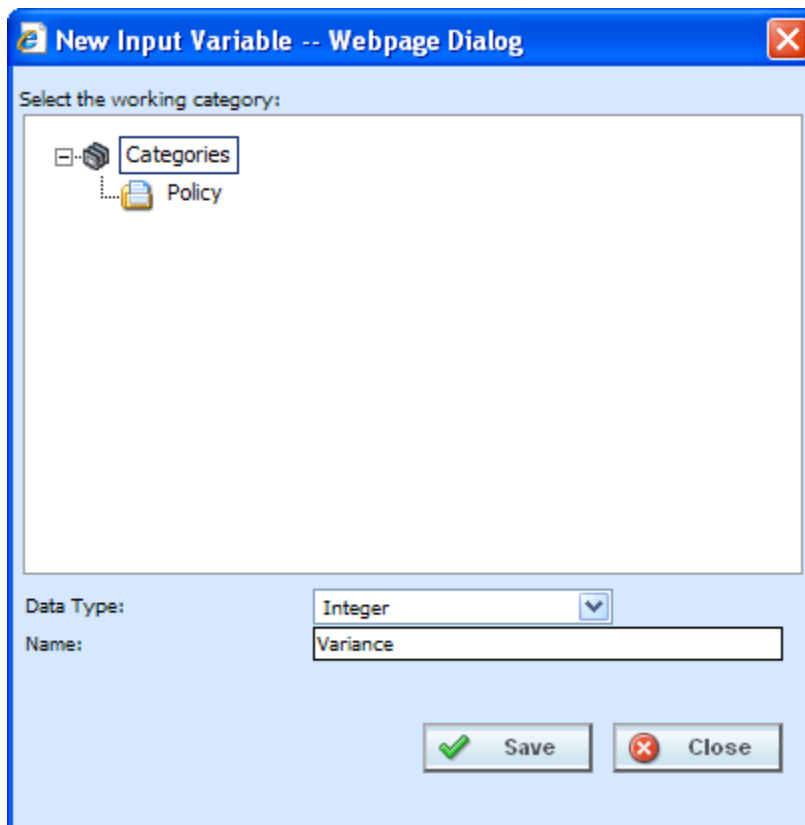 New Input Variable -- Webpage Dialog
Select the working category:
Categories
Policy
Data Type: Integer
Name: Variance
Save Close